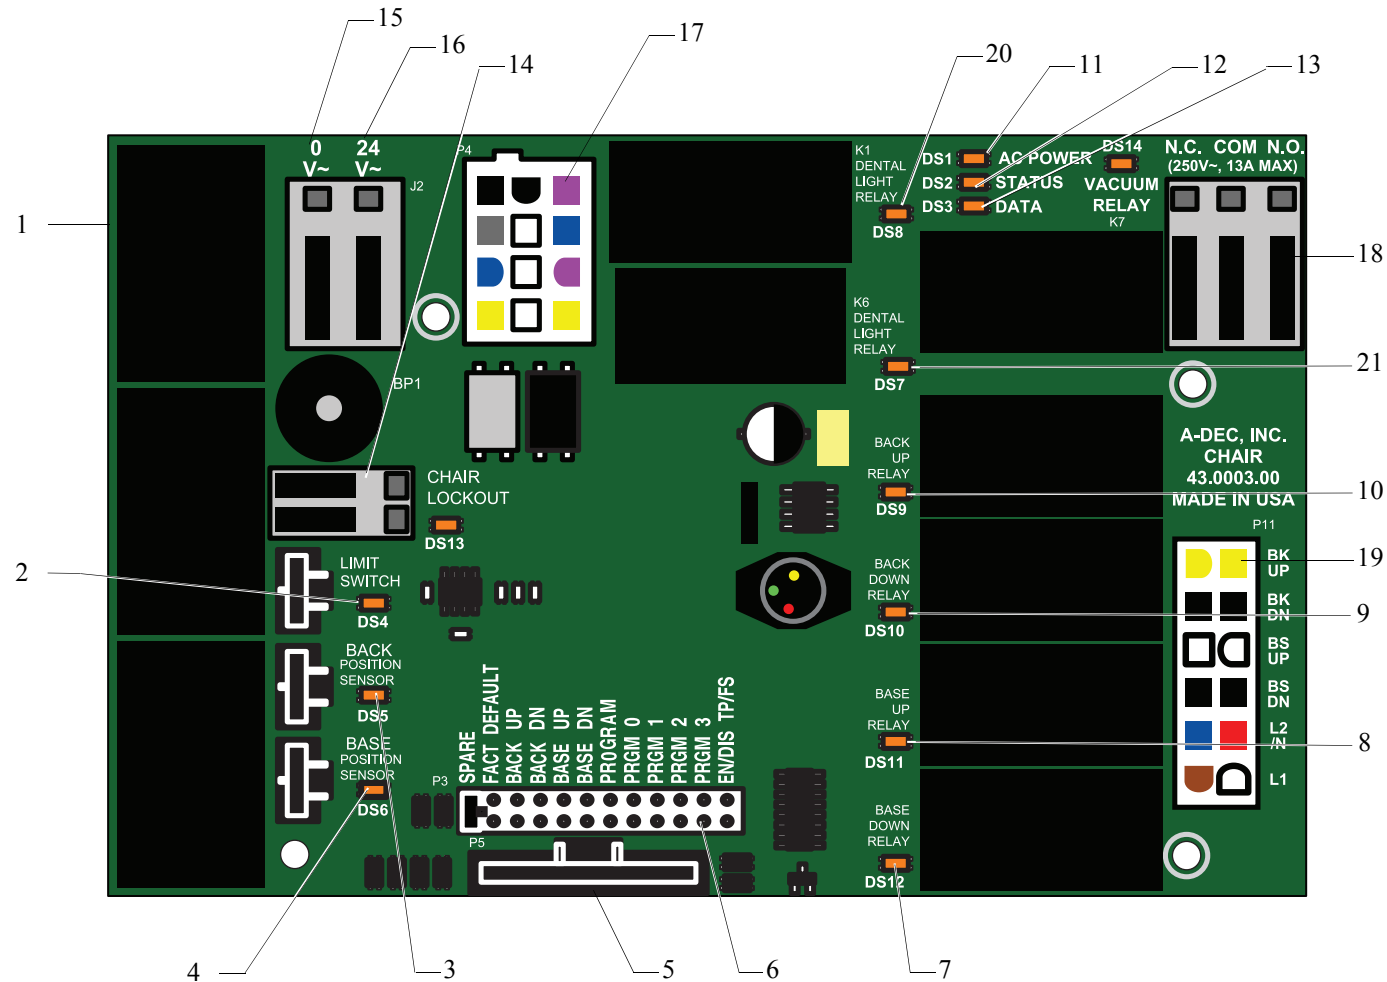 15
16
14
17
20
11
12
13
1
0
V~
24
V~
J2
P4
K1
DENTAL
LIGHT
RELAY
DS8
DS1
AC POWER
DS2
STATUS
DS3
DATA
DS14
VACUUM
RELAY
K7
N.C. COM N.O.
(250V~, 13A MAX)
18
K6
DENTAL
LIGHT
RELAY
DS7
21
BP1
CHAIR
LOCKOUT
DS13
BACK
UP
RELAY
DS9
10
A-DEC, INC.
CHAIR
43.0003.00
MADE IN USA
P11
2
LIMIT
SWITCH
DS4
BACK
DOWN
RELAY
DS10
9
BK
UP
19
BK
DN
BS
UP
BS
DN
L2
/N
L1
BACK
POSITION
SENSOR
DS5
BASE
POSITION
SENSOR
DS6
BASE
UP
RELAY
DS11
8
P3
SPARE
FACT DEFAULT
BACK UP
BACK DN
BASE UP
BASE DN
PROGRAM
PRGM 0
PRGM 1
PRGM 2
PRGM 3
EN/DIS TP/FS
P5
BASE
DOWN
RELAY
DS12
4
3
5
6
7